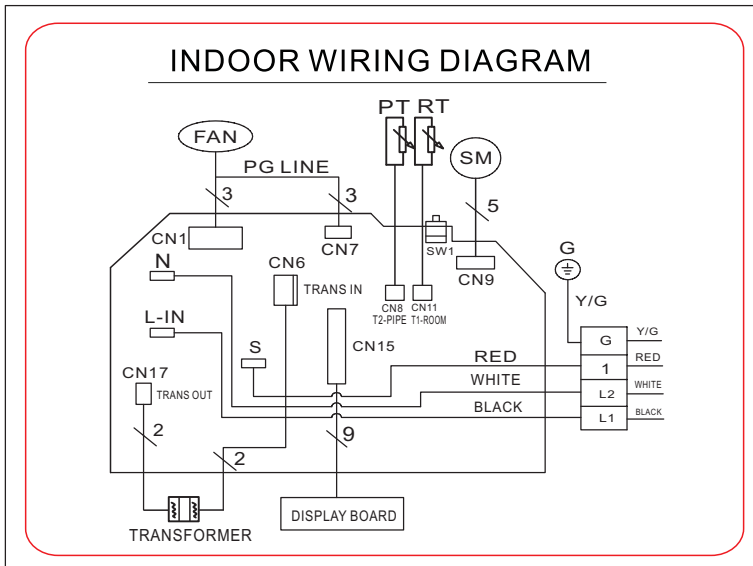 INDOOR WIRING DIAGRAM
PT RT
FAN
SM
PG LINE
3
3
5
CN1
CN7
SW1
CN9
G
N
CN6
TRANS IN
CN8
T2-PIPE
CN11
T1-ROOM
Y/G
L-IN
CN15
S
RED
G
Y/G
CN17
TRANS OUT
WHITE
1
RED
BLACK
L2
WHITE
L1
BLACK
2
2
9
TRANSFORMER
DISPLAY BOARD